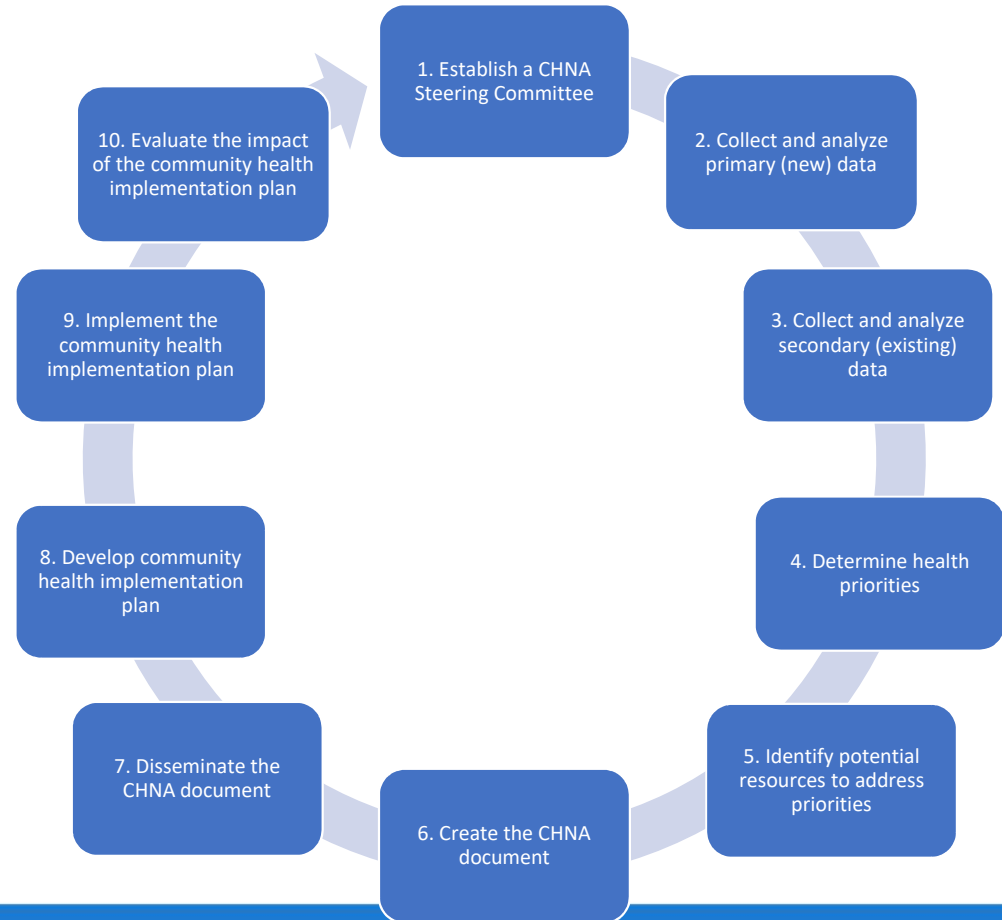 1. Establish a CHNA
Steering Committee
2. Collect and analyze
primary (new) data
3. Collect and analyze
secondary (existing)
data
4. Determine health
priorities
5. Identify potential
resources to address
priorities
6. Create the CHNA
document
7. Disseminate the
CHNA document
8. Develop community
health implementation
plan
9. Implement the
community health
implementation plan
10. Evaluate the impact
of the community health
implementation plan